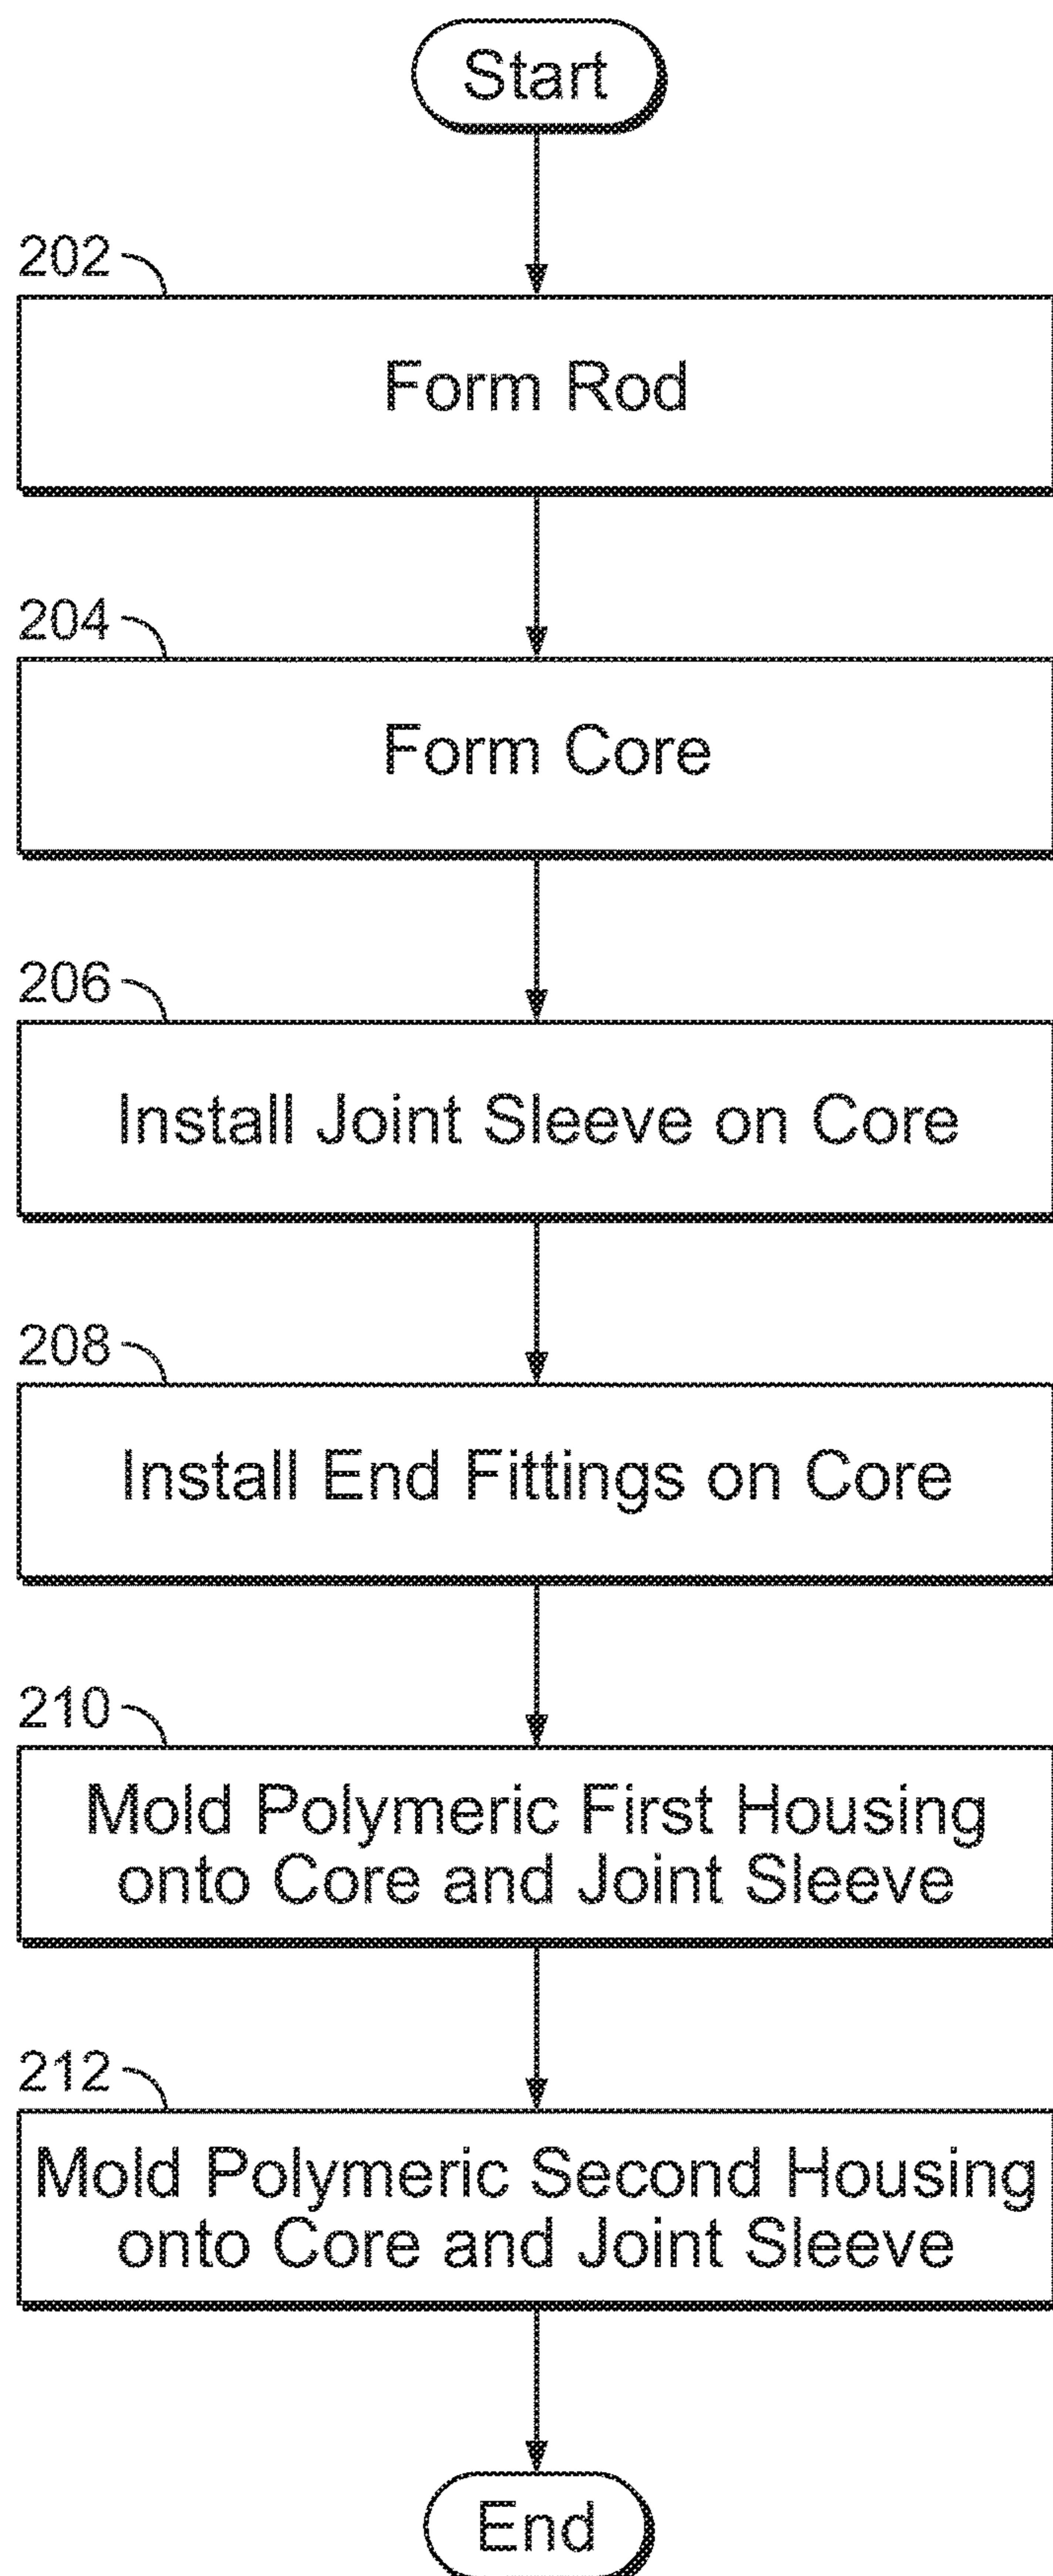 Start
202
Form Rod
204
Form Core
206
Install Joint Sleeve on Core
208
Install End Fittings on Core
210
Mold Polymeric First Housing
onto Core and Joint Sleeve
212
Mold Polymeric Second Housing
onto Core and Joint Sleeve
End